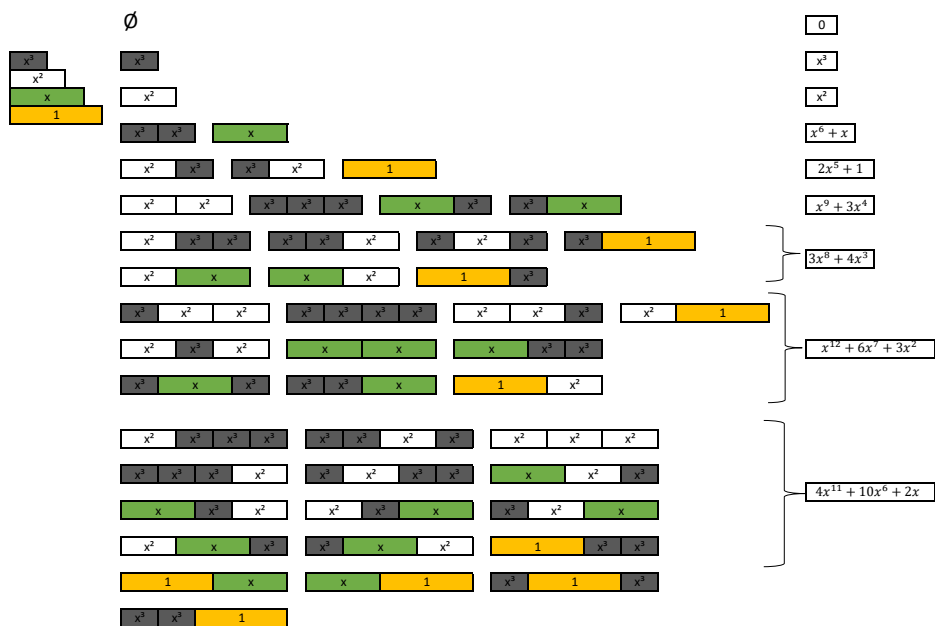 ∅ 0
x³ x³ x³
x² x² x²
x x³ x³ x x⁶ + x
1
x² x³ x³ x² 1 2x⁵ + 1
x² x² x³ x³ x³ x x³ x³ x x⁹ + 3x⁴
x² x³ x³ x³ x³ x² x³ x² x³ x³ 1
3x⁸ + 4x³
x² x x x² 1 x³
x³ x² x² x³ x³ x³ x³ x² x² x³ x² 1
x² x³ x² x x x x³ x³ x¹² + 6x⁷ + 3x²
x³ x x³ x³ x³ x 1 x²
x² x³ x³ x³ x³ x³ x² x³ x² x² x²
x³ x³ x³ x² x³ x² x³ x³ x x² x³
4x¹¹ + 10x⁶ + 2x
x x³ x² x² x³ x x³ x² x
x² x x³ x³ x x² 1 x³ x³
1 x x 1 x³ 1 x³
x³ x³ 1